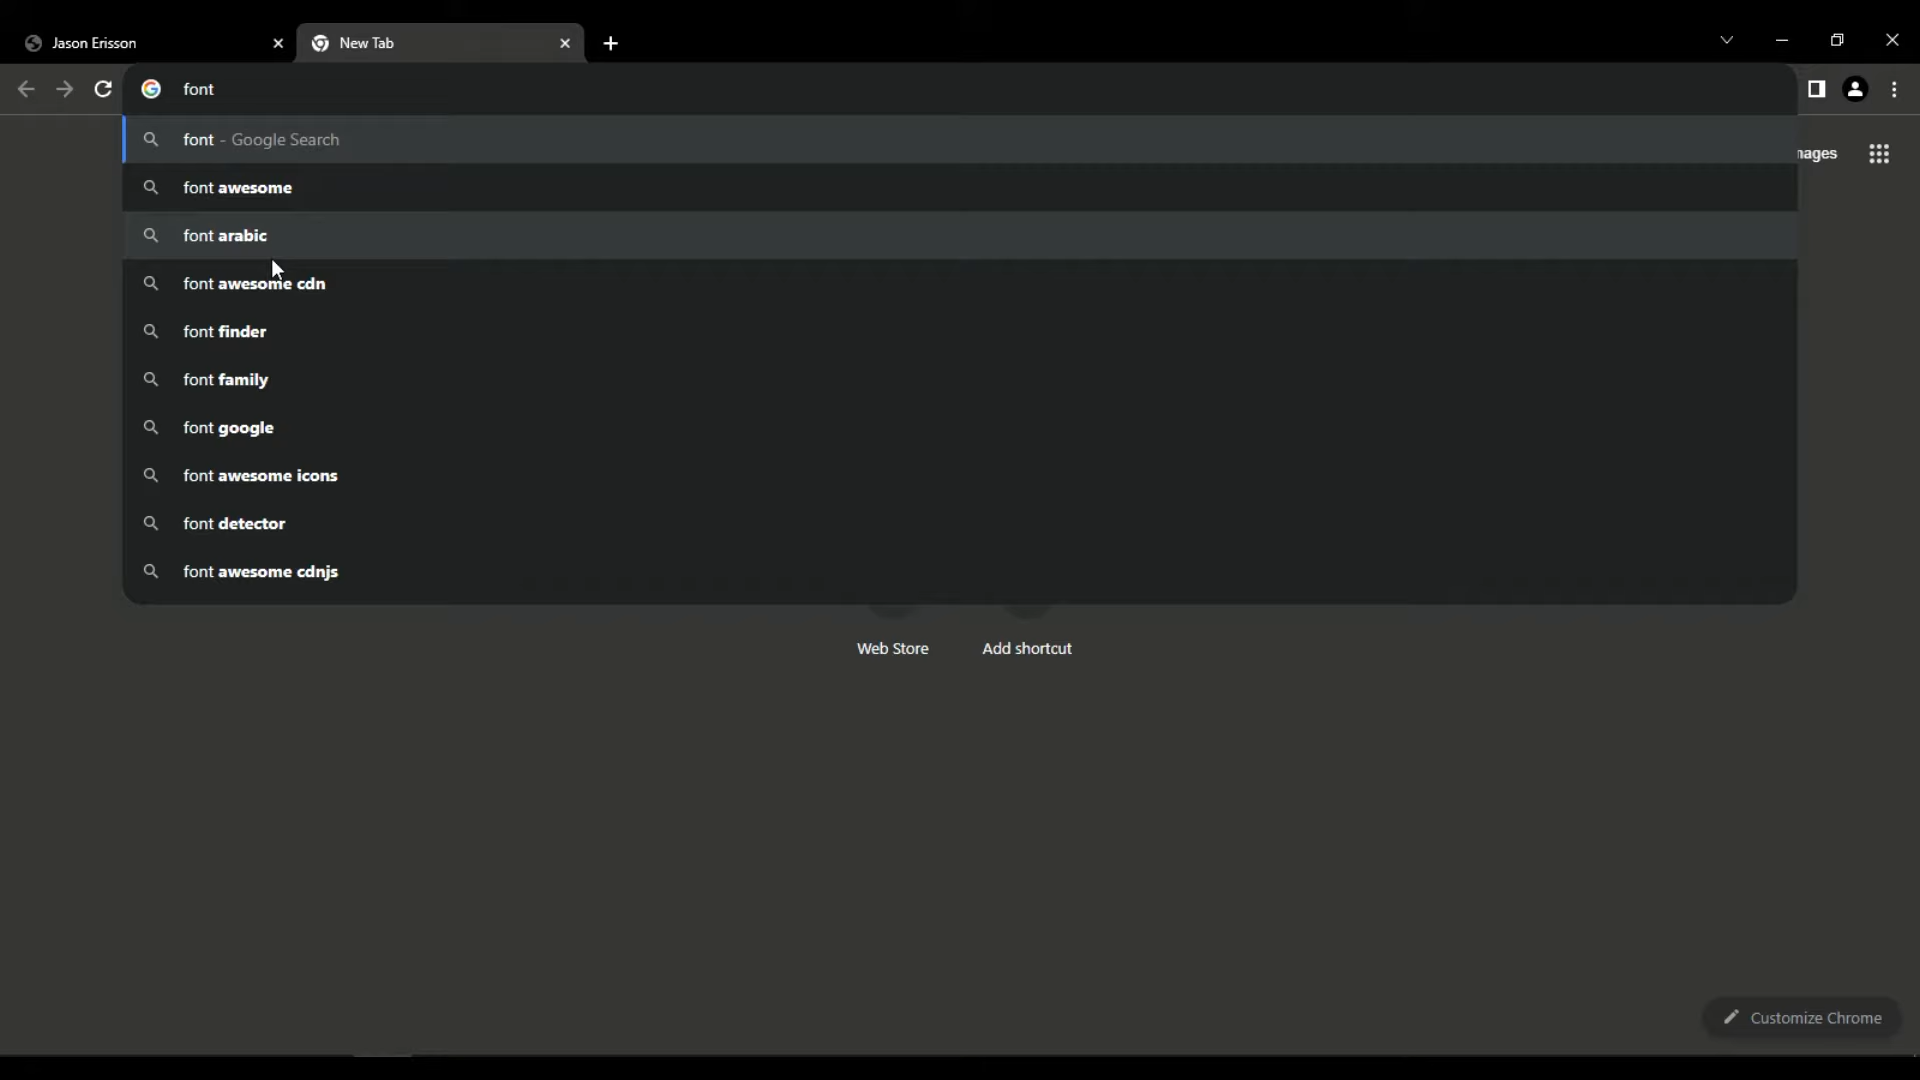 Jason Erisson
New Tab
font
font - Google Search
nages
font awesome
font arabic
font awesome cdn
font finder
font family
font google
font awesome icons
font detector
font awesome cdnjs
Web Store
Add shortcut
Customize Chrome